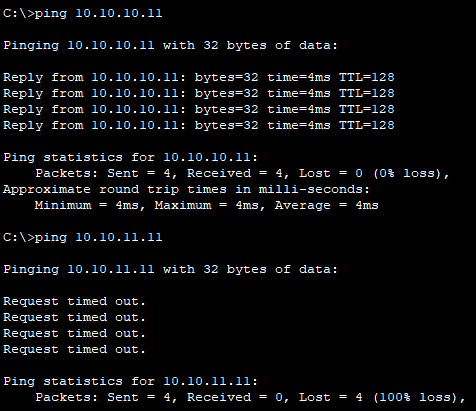 C:\>ping 10.10.10.11
Pinging 10.10.10.11 with 32 bytes of data:
Reply from 10.10.10.11: bytes=32 time=4ms TTL=128
Reply from 10.10.10.11: bytes=32 time=4ms TTL=128
Reply from 10.10.10.11: bytes=32 time=4ms TTL=128
Reply from 10.10.10.11: bytes=32 time=4ms TTL=128
Ping statistics for 10.10.10.11:
Packets: Sent = 4, Received = 4, Lost = 0 (0% loss),
Approximate round trip times in milli-seconds:
Minimum = 4ms, Maximum = 4ms, Average = 4ms
C:\>ping 10.10.11.11
Pinging 10.10.11.11 with 32 bytes of data:
Request timed out.
Request timed out.
Request timed out.
Request timed out.
Ping statistics for 10.10.11.11:
Packets: Sent = 4, Received = 0, Lost = 4 (100% loss),